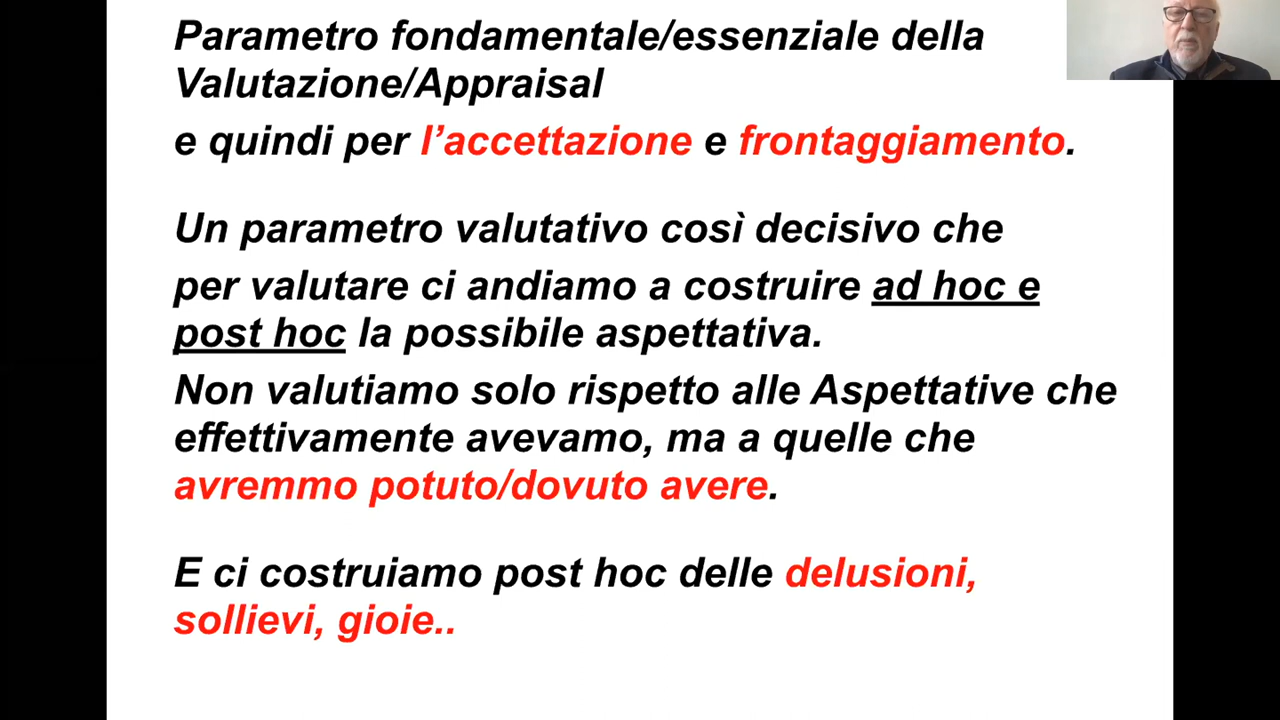 Parametro fondamentale/essenziale della
Valutazione/Appraisal
e quindi per l’accettazione e frontaggiamento.
Un parametro valutativo così decisivo che
per valutare ci andiamo a costruire ad hoc e
post hoc la possibile aspettativa.
Non valutiamo solo rispetto alle Aspettative che
effettivamente avevamo, ma a quelle che
avremmo potuto/dovuto avere.
E ci costruiamo post hoc delle delusioni,
sollievi, gioie..